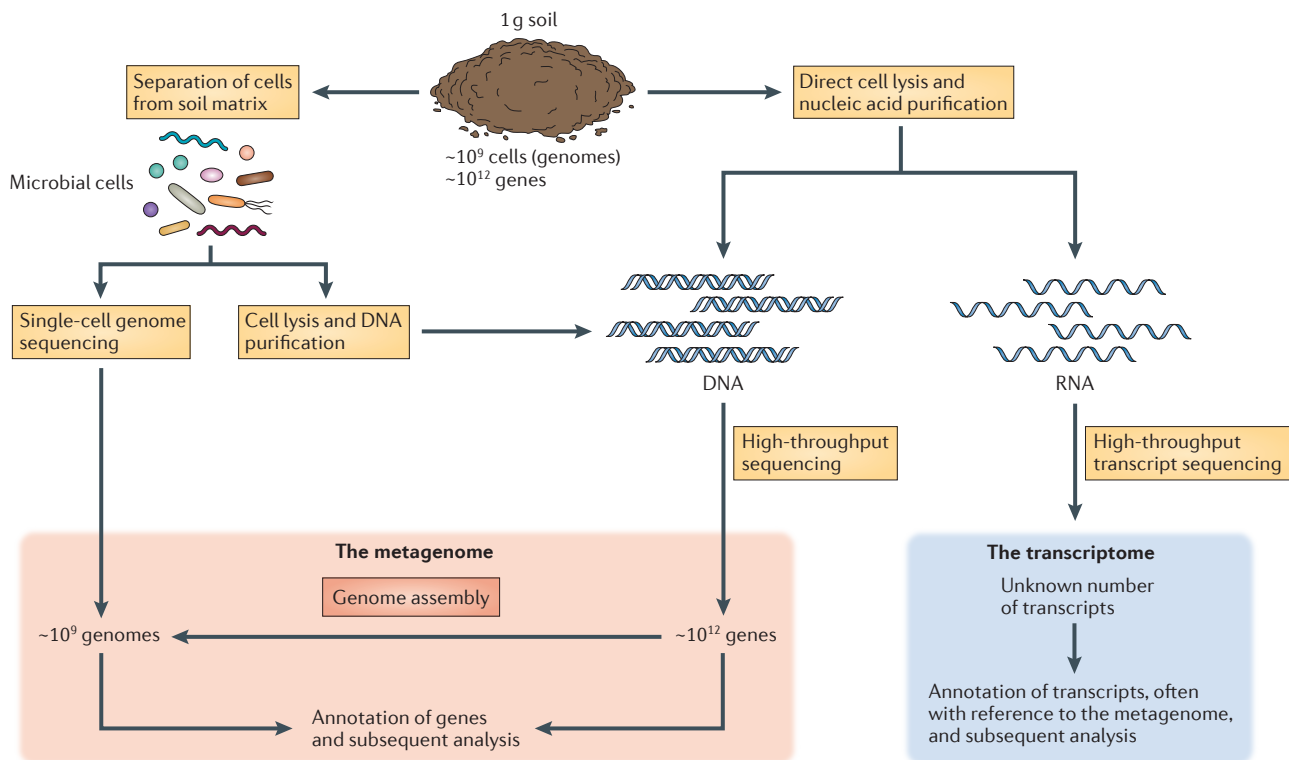 1 g soil
Separation of cells
from soil matrix
Direct cell lysis and
nucleic acid purification
~10⁹ cells (genomes)
~10¹² genes
Microbial cells
Single-cell genome
sequencing
Cell lysis and DNA
purification
DNA
RNA
High-throughput
sequencing
High-throughput
transcript sequencing
The metagenome
Genome assembly
~10⁹ genomes
~10¹² genes
Annotation of genes
and subsequent analysis
The transcriptome
Unknown number
of transcripts
Annotation of transcripts, often
with reference to the metagenome,
and subsequent analysis